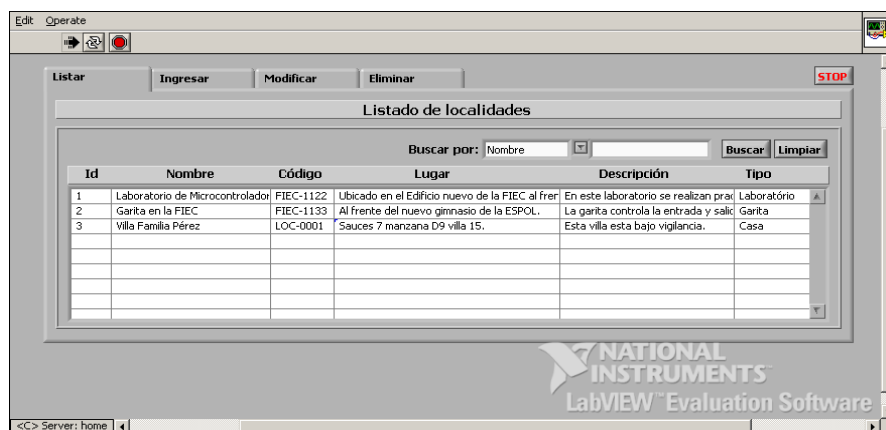 Edit Operate
Listar Ingresar Modificar Eliminar STOP
Listado de localidades
Buscar por: Nombre Buscar Limpiar
Id Nombre Código Lugar Descripción Tipo
1 Laboratorio de Microcontrolador FIEC-1122 Ubicado en el Edificio nuevo de la FIEC al fren En este laboratorio se realizan prac Laboratório
2 Garita en la FIEC FIEC-1133 Al frente del nuevo gimnasio de la ESPOL. La garita controla la entrada y salid Garita
3 Villa Familia Pérez LOC-0001 Sauces 7 manzana D9 villa 15. Esta villa esta bajo vigilancia. Casa
NATIONAL
INSTRUMENTS
LabVIEW™ Evaluation Software
<C> Server: home